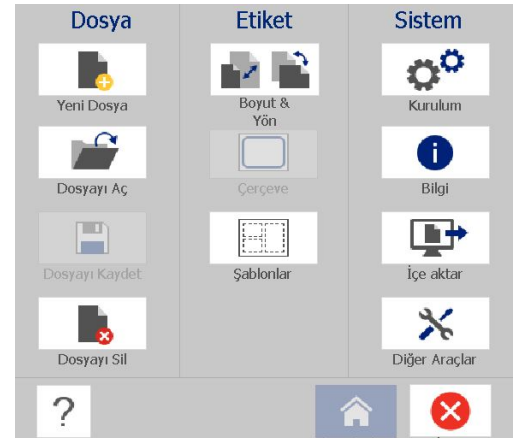 Dosya
Yeni Dosya
Dosyayı Aç
Dosyayı Kaydet
Dosyayı Sil
Etiket
Boyut &
Yön
Çerçeve
Şablonlar
Sistem
Kurulum
Bilgi
İçe aktar
Diğer Araçlar
?